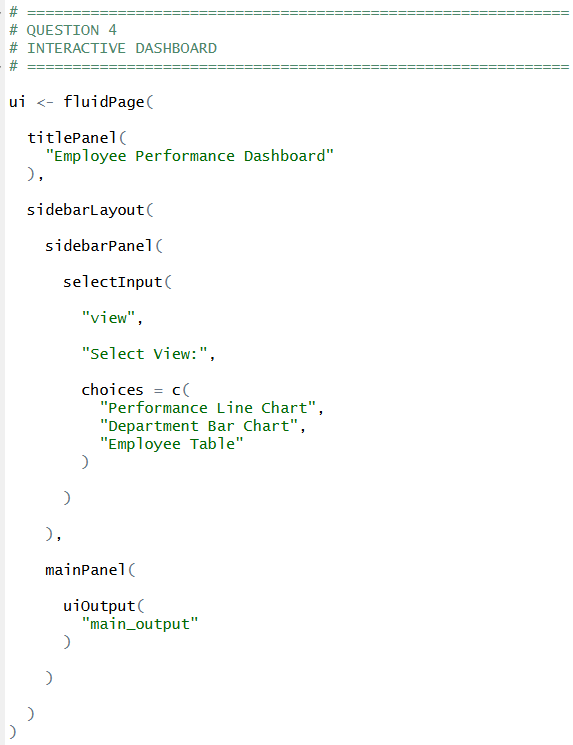 # ============================================================
# QUESTION 4
# INTERACTIVE DASHBOARD
# ============================================================
ui <- fluidPage(
titlePanel(
"Employee Performance Dashboard"
),
sidebarLayout(
sidebarPanel(
selectInput(
"view",
"Select View:",
choices = c(
"Performance Line Chart",
"Department Bar Chart",
"Employee Table"
)
)
),
mainPanel(
uiOutput(
"main_output"
)
)
)
)